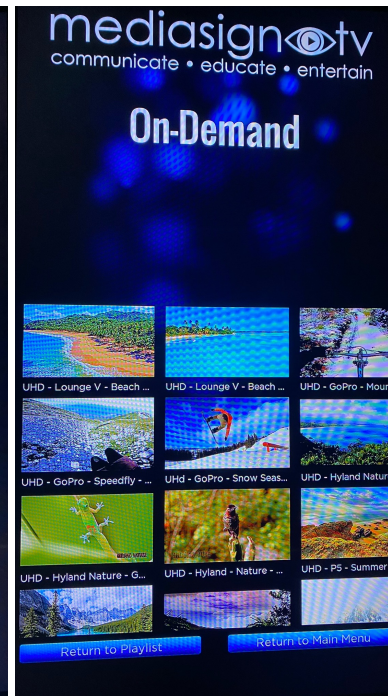 mediasign tv
communicate • educate • entertain
On-Demand
UHD - Lounge V - Beach ...
UHD - Lounge V - Beach ...
UHD - GoPro - Mour
UHD - GoPro - Speedfly - ...
UHd - GoPro - Snow Seas...
UHD - Hyland Natur
UHD - Hyland Nature - G...
UHD - Hyland - Nature - ...
UHD - P5 - Summer
Return to Playlist
Return to Main Menu